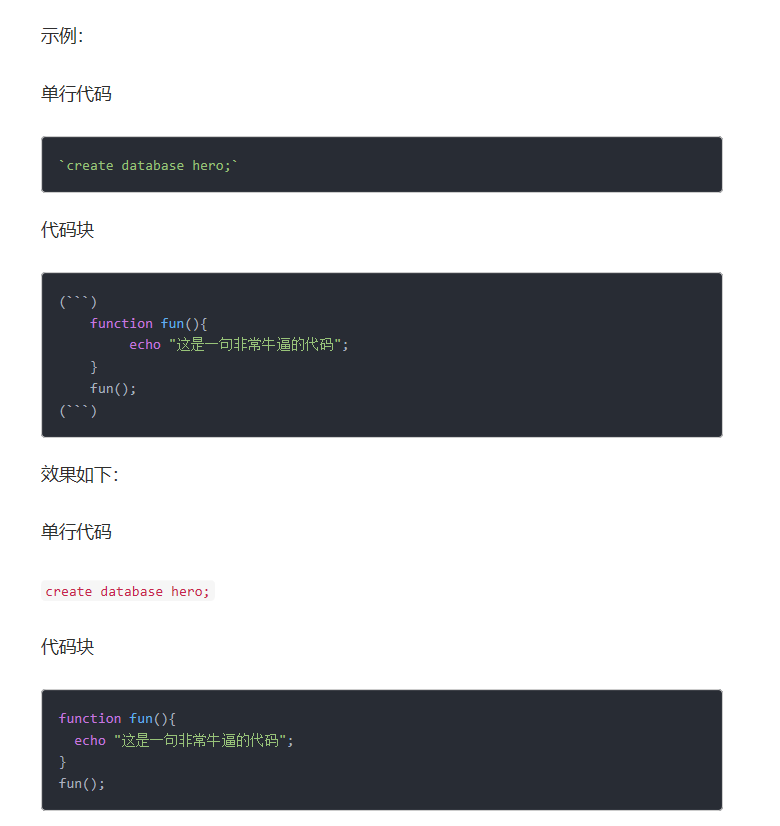 示例：
单行代码
`create database hero;`
代码块
(```)
    function fun(){
         echo "这是一句非常牛逼的代码";
    }
    fun();
(```)
效果如下：
单行代码
create database hero;
代码块
function fun(){
  echo "这是一句非常牛逼的代码";
}
fun();